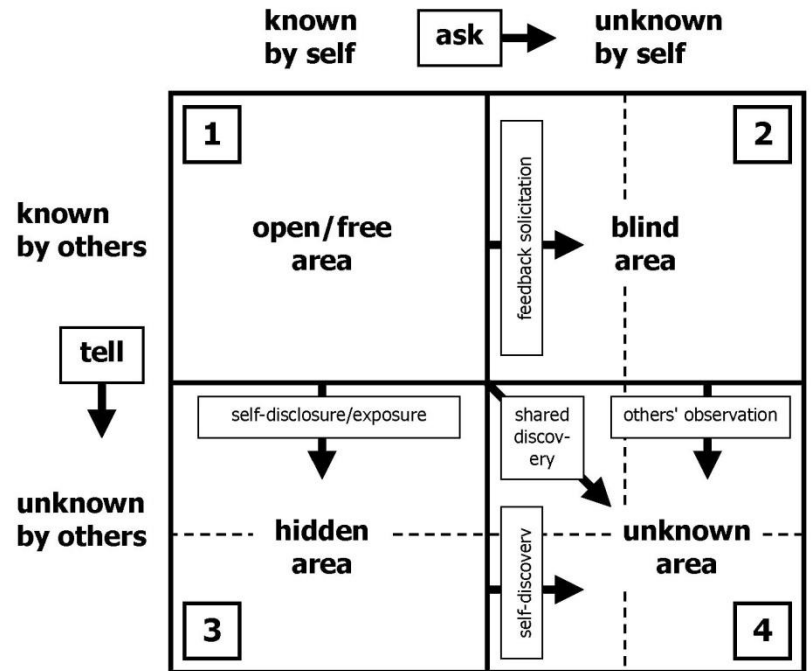 known
by self
ask
unknown
by self
1
2
known
by others
open/free
area
feedback solicitation
blind
area
tell
self-disclosure/exposure
shared
discov-
ery
others' observation
unknown
by others
hidden
area
self-discovery
unknown
area
3
4